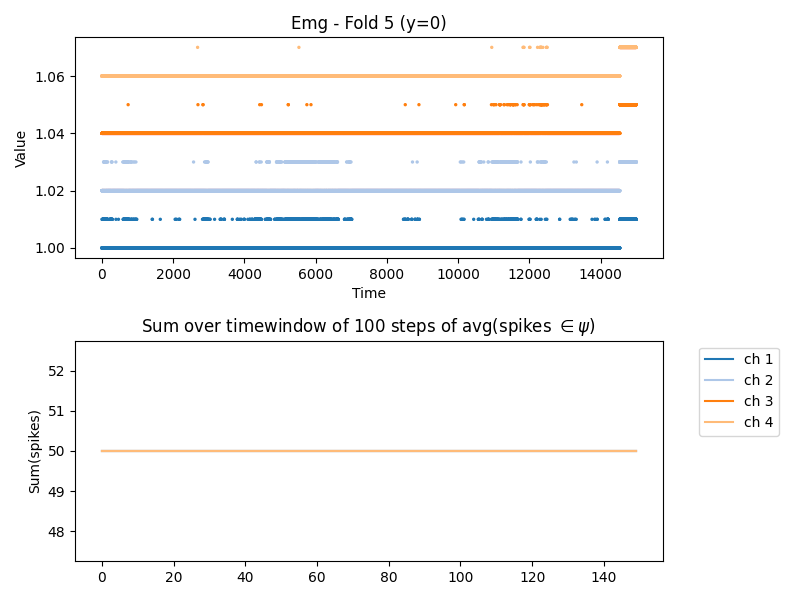 Emg - Fold 5 (y=0)
Value
1.06
1.04
1.02
1.00
0 2000 4000 6000 8000 10000 12000 14000
Time
Sum over timewindow of 100 steps of avg(spikes ∈ ψ)
Sum(spikes)
52
51
50
49
48
0 20 40 60 80 100 120 140
ch 1
ch 2
ch 3
ch 4